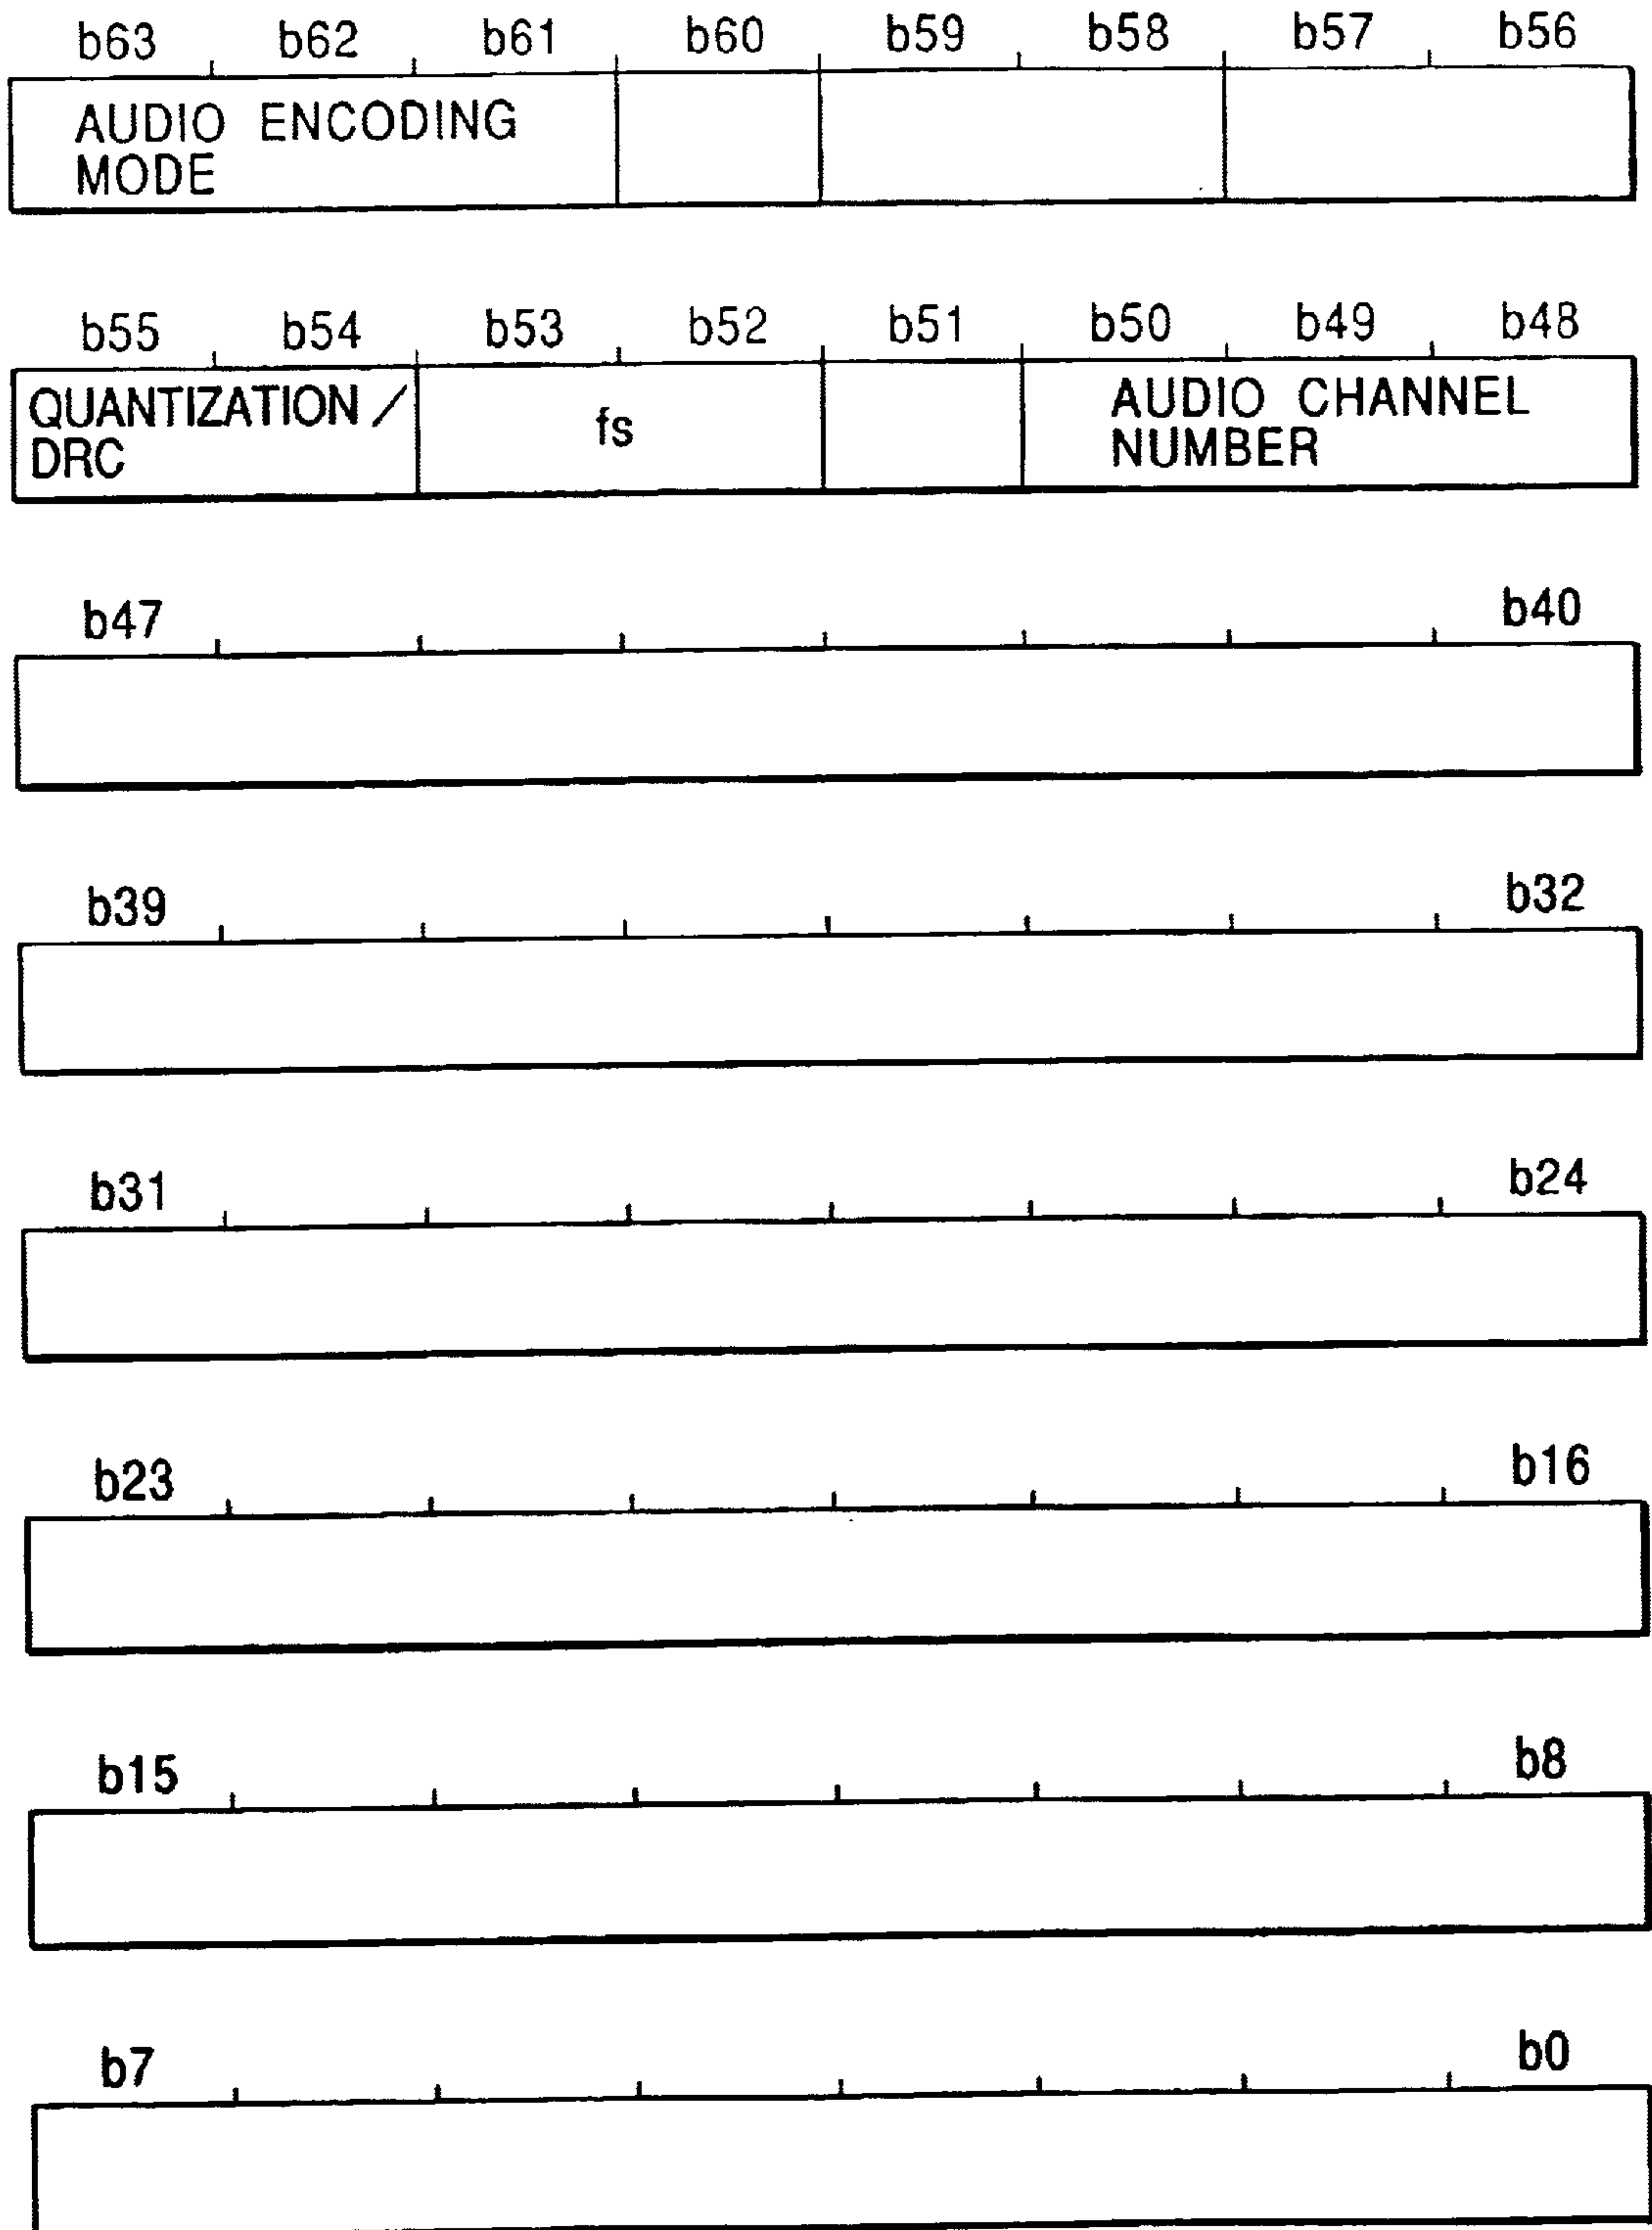 b63 b62 b61 b60 b59 b58 b57 b56
AUDIO ENCODING
MODE
b55 b54 b53 b52 b51 b50 b49 b48
QUANTIZATION /
DRC
fs
AUDIO CHANNEL
NUMBER
b47 b40
b39 b32
b31 b24
b23 b16
b15 b8
b7 b0